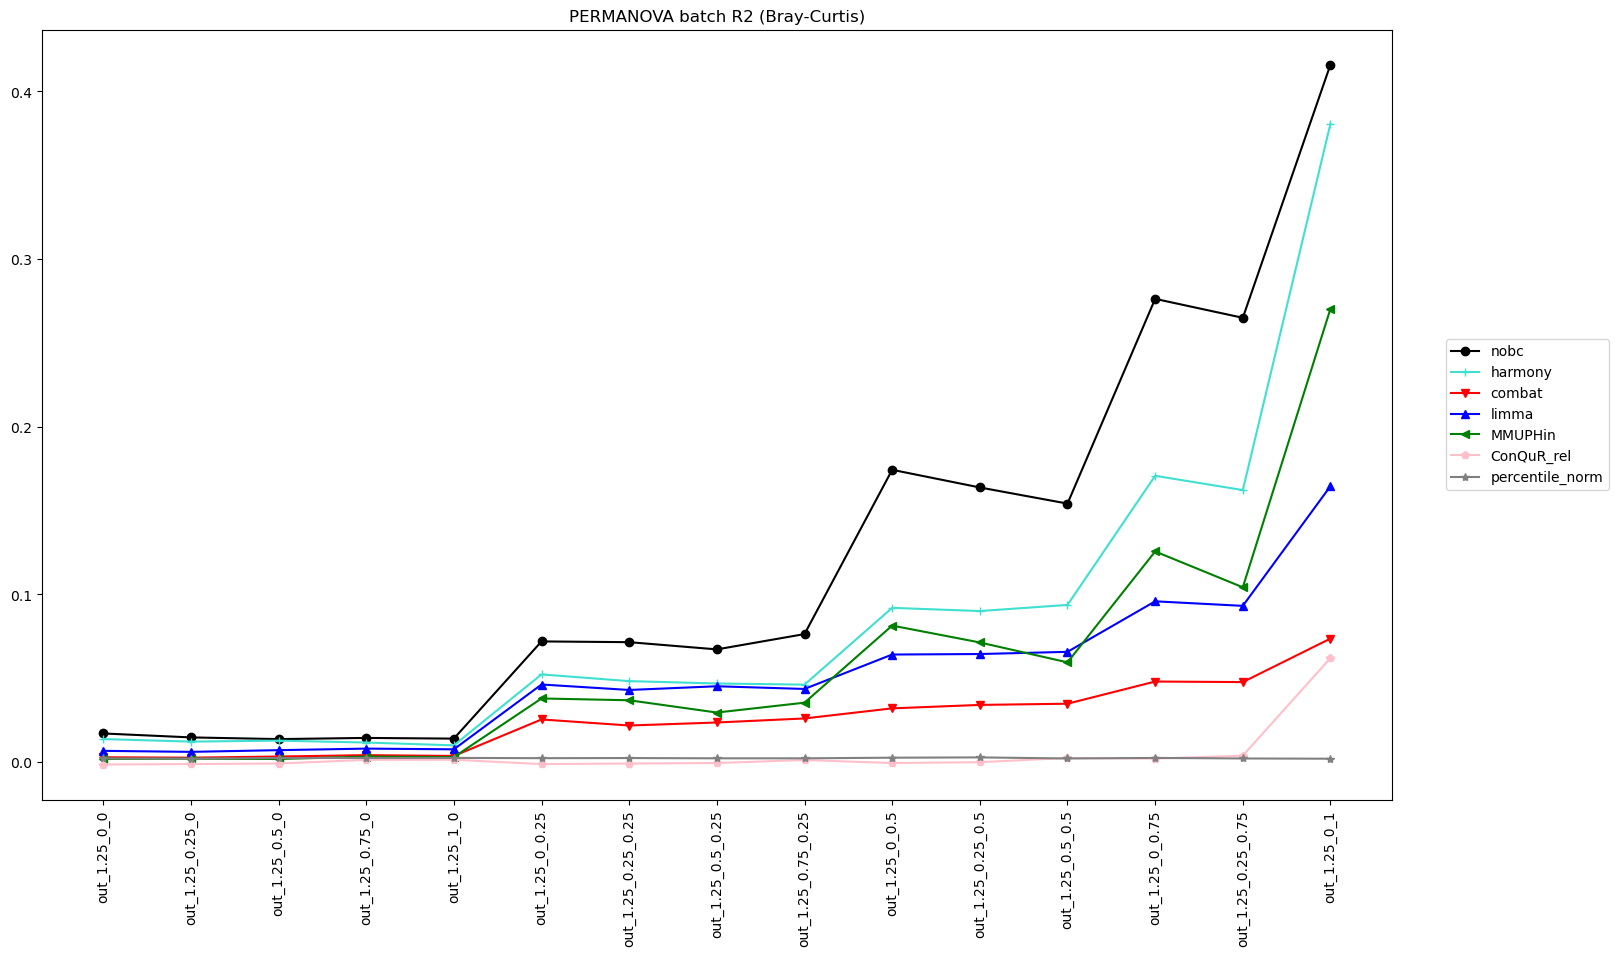 PERMANOVA batch R2 (Bray-Curtis)
0.4
0.3
0.2
0.1
0.0
out_1.25_0_0
out_1.25_0.25_0
out_1.25_0.5_0
out_1.25_0.75_0
out_1.25_1_0
out_1.25_0_0.25
out_1.25_0.25_0.25
out_1.25_0.5_0.25
out_1.25_0.75_0.25
out_1.25_0_0.5
out_1.25_0.25_0.5
out_1.25_0.5_0.5
out_1.25_0_0.75
out_1.25_0.25_0.75
out_1.25_0_1
nobc
harmony
combat
limma
MMUPHin
ConQuR_rel
percentile_norm